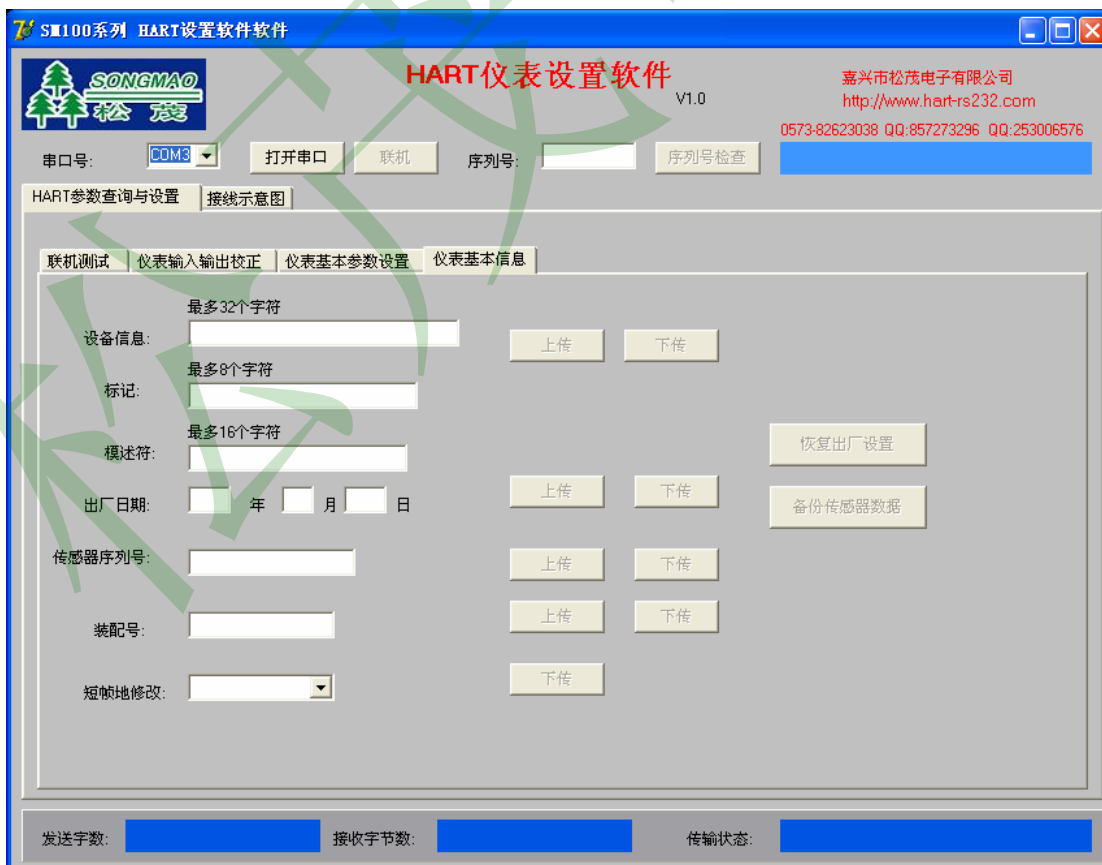 SM100系列 HART设置软件软件
SONGMAO
松茂
HART仪表设置软件
V1.0
嘉兴市松茂电子有限公司
http://www.hart-rs232.com
0573-82623038 QQ:857273296 QQ:253006576
串口号: COM3 打开串口 联机 序列号: 序列号检查
HART参数查询与设置 接线示意图
联机测试 仪表输入输出校正 仪表基本参数设置 仪表基本信息
最多32个字符
设备信息: 上传 下传
最多8个字符
标记:
最多16个字符
模述符: 恢复出厂设置
出厂日期: 年 月 日 上传 下传 备份传感器数据
传感器序列号: 上传 下传
装配号: 上传 下传
短帧地修改: 下传
发送字数: 接收字节数: 传输状态: